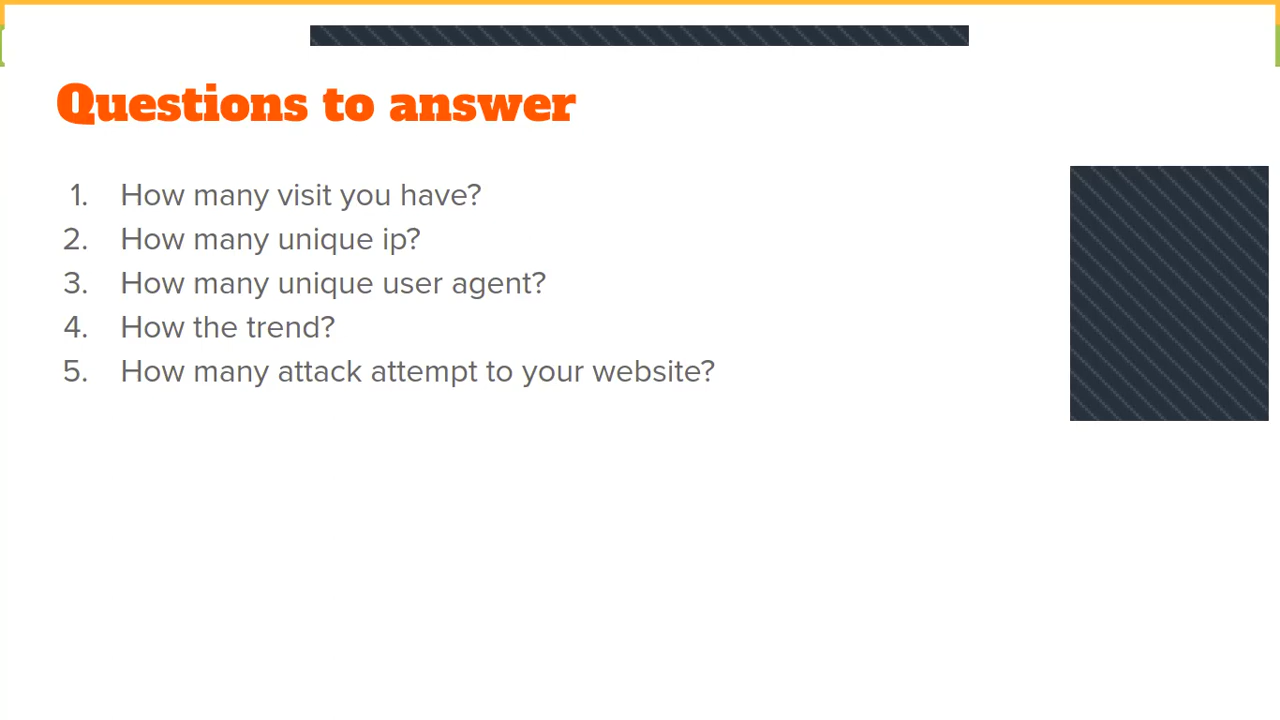 Questions to answer
1. How many visit you have?
2. How many unique ip?
3. How many unique user agent?
4. How the trend?
5. How many attack attempt to your website?